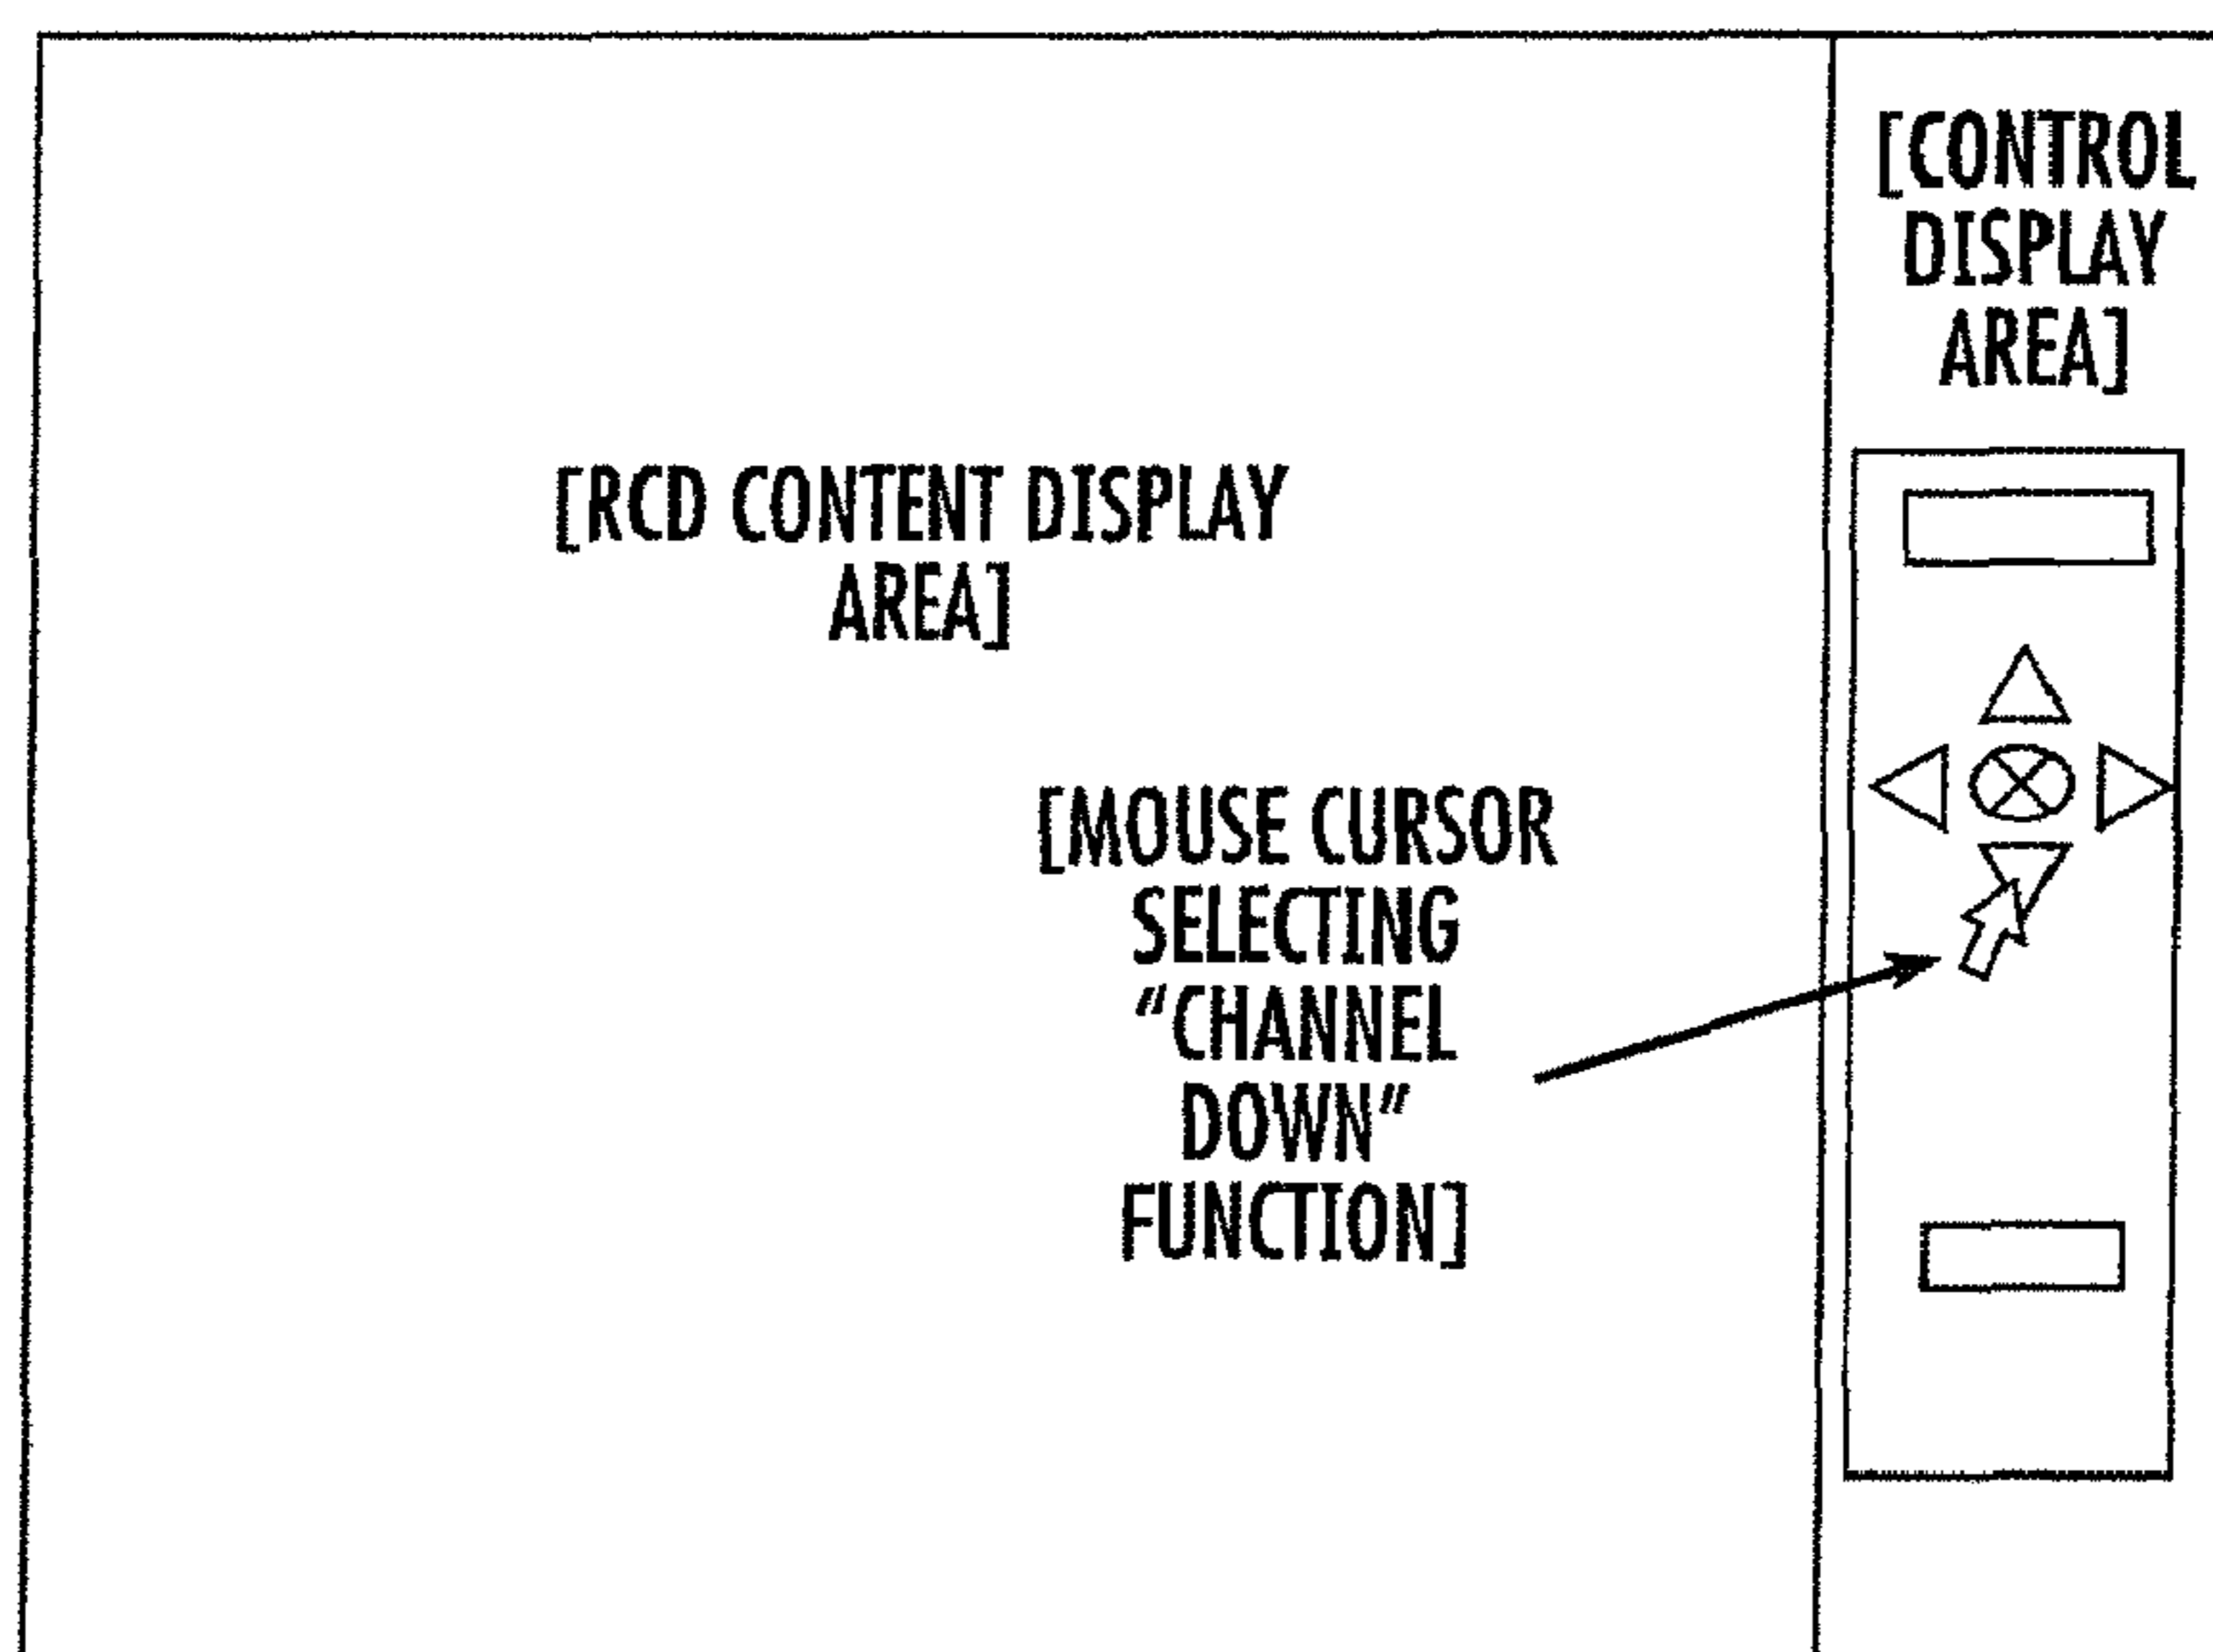 [CONTROL
DISPLAY
AREA]
[RCD CONTENT DISPLAY
AREA]
[MOUSE CURSOR
SELECTING
"CHANNEL
DOWN"
FUNCTION]